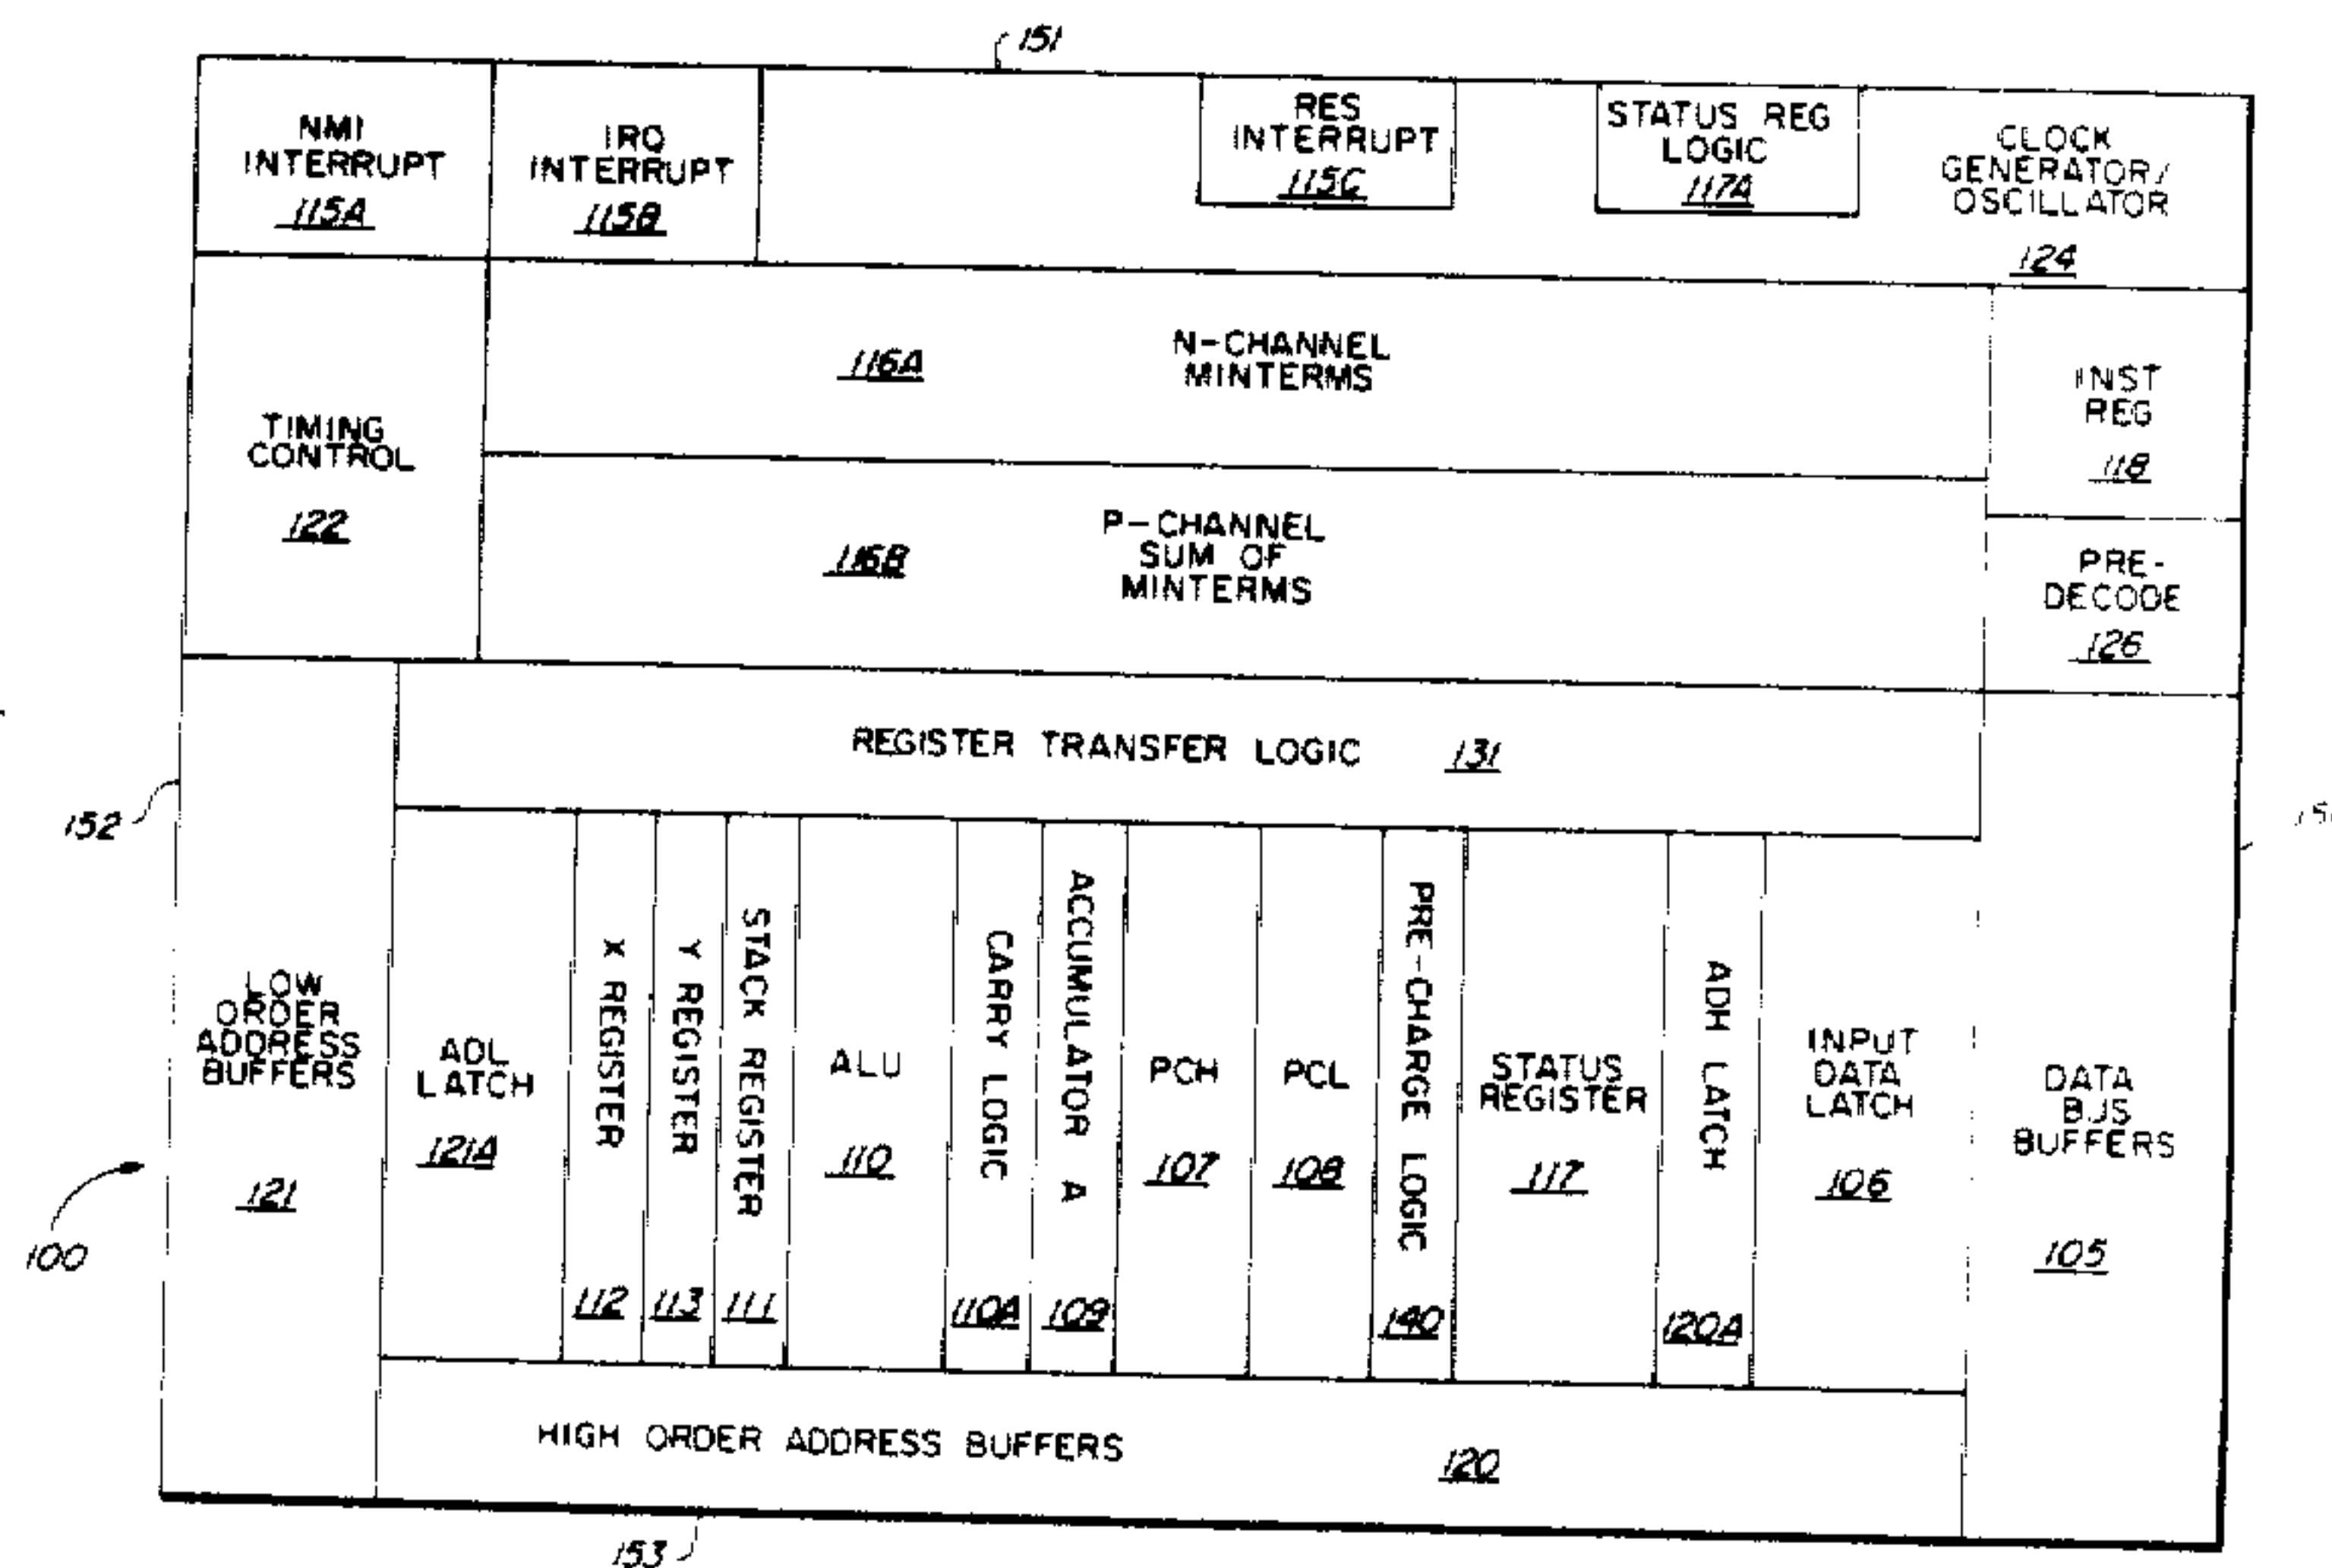 151
NMI
INTERRUPT
115A
IRQ
INTERRUPT
115B
RES
INTERRUPT
115C
STATUS REG
LOGIC
117A
CLOCK
GENERATOR/
OSCILLATOR
124
TIMING
CONTROL
122
116A
N-CHANNEL
MINTERMS
INST
REG
118
116B
P-CHANNEL
SUM OF
MINTERMS
PRE-
DECODE
126
REGISTER TRANSFER LOGIC 131
152
LOW
ORDER
ADDRESS
BUFFERS
121
ADL
LATCH
121A
X REGISTER
112
Y REGISTER
113
STACK REGISTER
111
ALU
110
CARRY LOGIC
110A
ACCUMULATOR A
109
PCH
107
PCL
108
PRE-CHARGE LOGIC
140
STATUS
REGISTER
117
ADH LATCH
120A
INPUT
DATA
LATCH
106
DATA
BUS
BUFFERS
105
100
HIGH ORDER ADDRESS BUFFERS 120
153